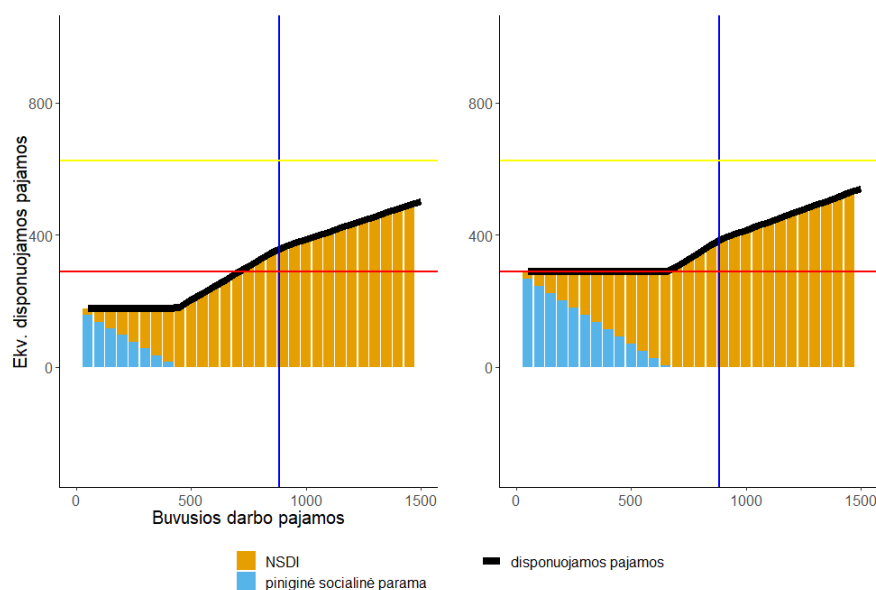 Ekv. disponuojamos pajamos
800
400
0
0
500
1000
1500
800
400
0
0
500
1000
1500
Buvusios darbo pajamos
NSDI
piniginė socialinė parama
disponuojamos pajamos